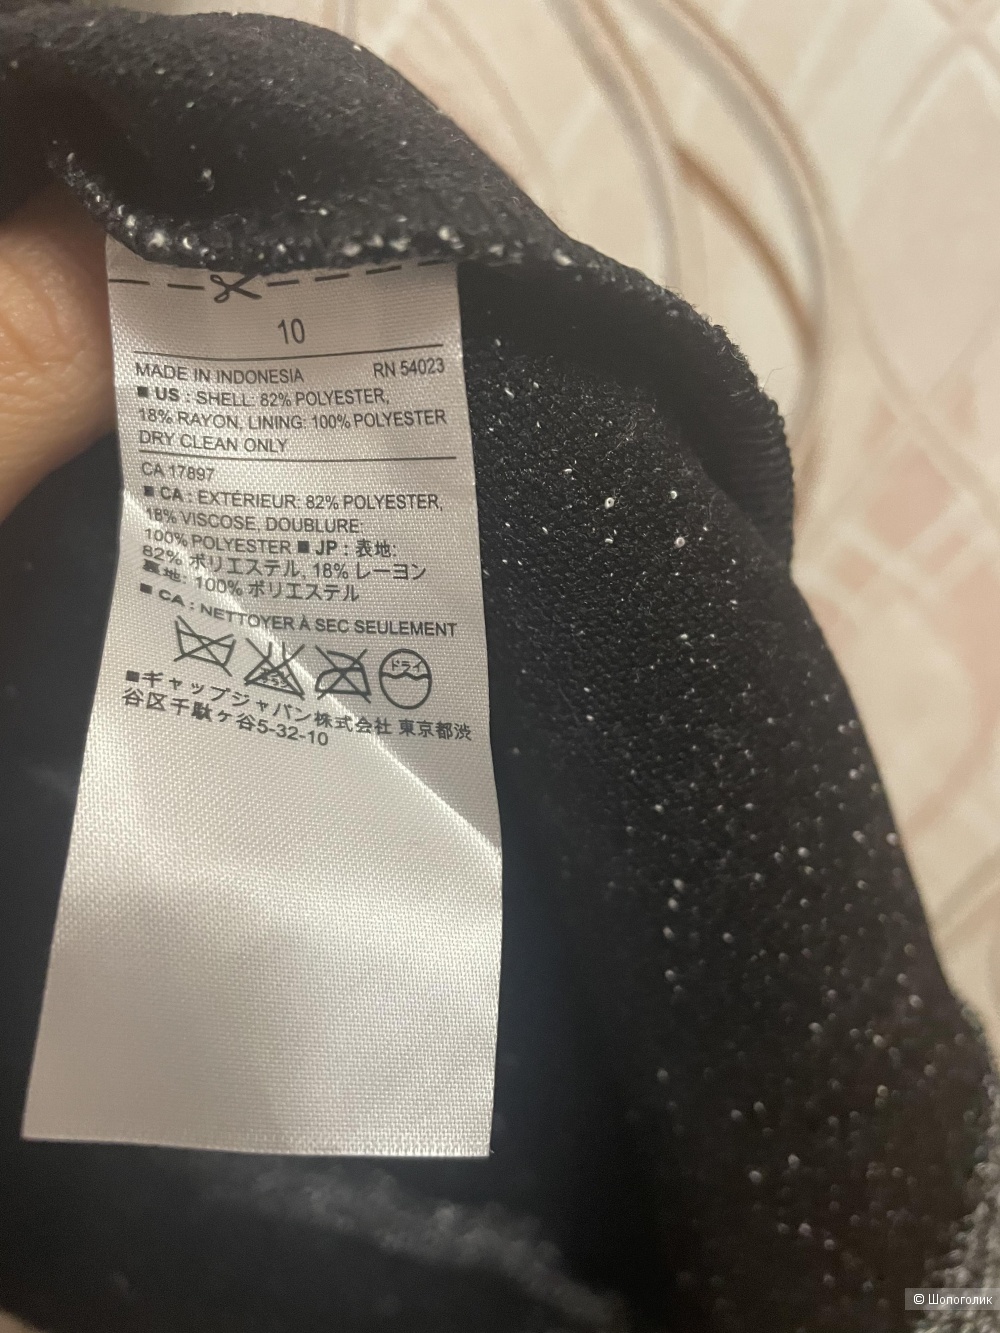 10
MADE IN INDONESIA RN 54023
■ US : SHELL: 82% POLYESTER,
18% RAYON, LINING: 100% POLYESTER
DRY CLEAN ONLY
CA 17897
■ CA : EXTÉRIEUR: 82% POLYESTER,
18% VISCOSE, DOUBLURE:
100% POLYESTER ■ JP : 表地:
82% ポリエステル, 18% レーヨン
裏地: 100% ポリエステル
■ CA : NETTOYER À SEC SEULEMENT
ドライ
■ギャップジャパン株式会社 東京都渋
谷区千駄ヶ谷5-32-10
© Шопоголик